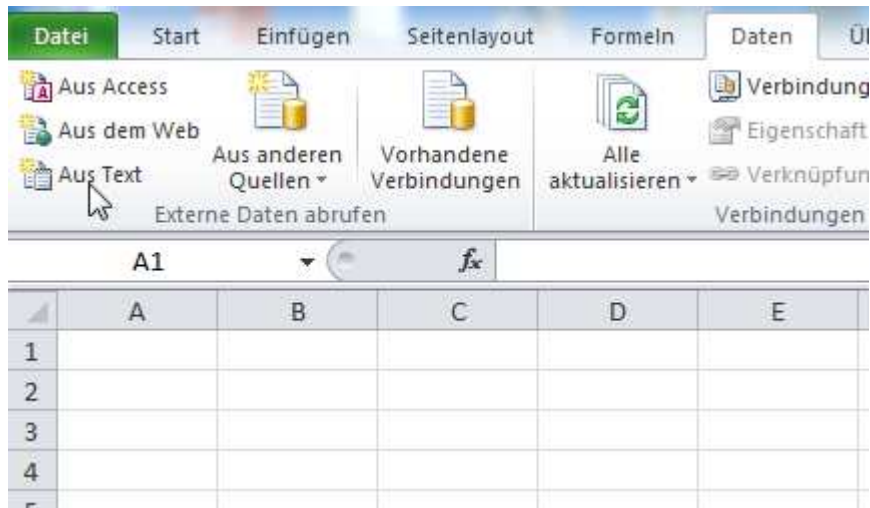 Datei Start Einfügen Seitenlayout Formeln Daten
Aus Access
Aus dem Web
Aus Text
Aus anderen
Quellen
Vorhandene
Verbindungen
Alle
aktualisieren
Verbindung
Eigenschaft
Verknüpfun
Externe Daten abrufen
Verbindungen
A1 fx
A B C D E
1
2
3
4